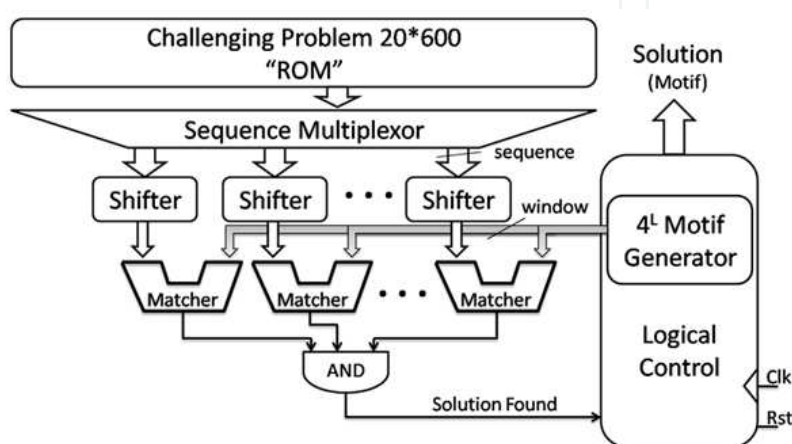 Challenging Problem 20*600
“ROM”
Solution
(Motif)
Sequence Multiplexor
sequence
Shifter
Shifter
• • •
Shifter
window
4ᴸ Motif
Generator
Matcher
Matcher
• • •
Matcher
Logical
Control
AND
Clk
Solution Found
Rst